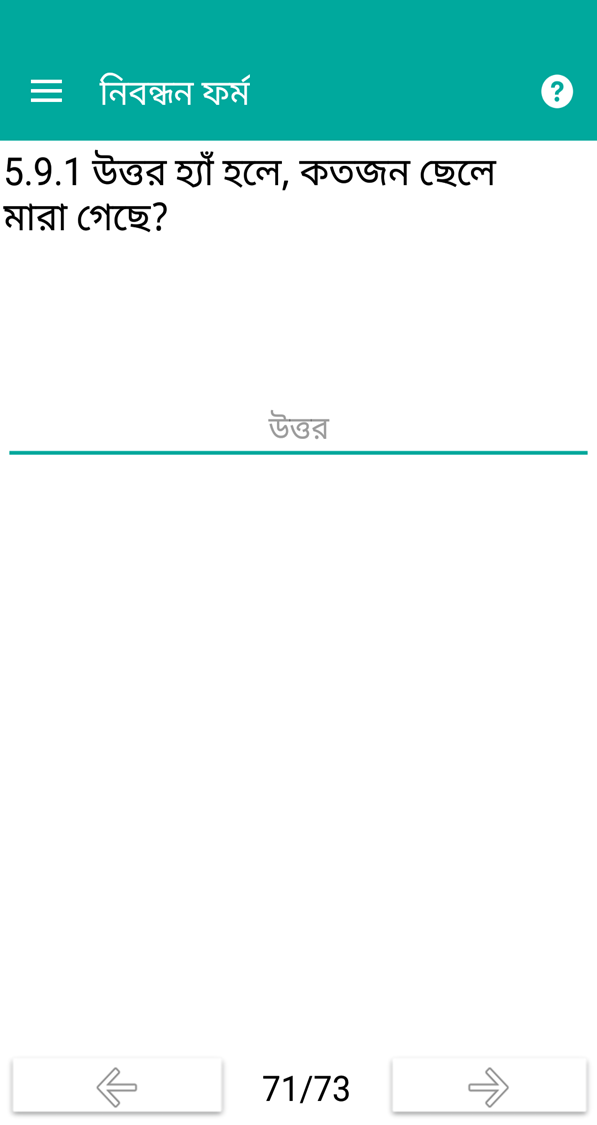 নিবন্ধন ফর্ম
?
5.9.1 উত্তর হ্যাঁ হলে, কতজন ছেলে
মারা গেছে?
উত্তর
71/73